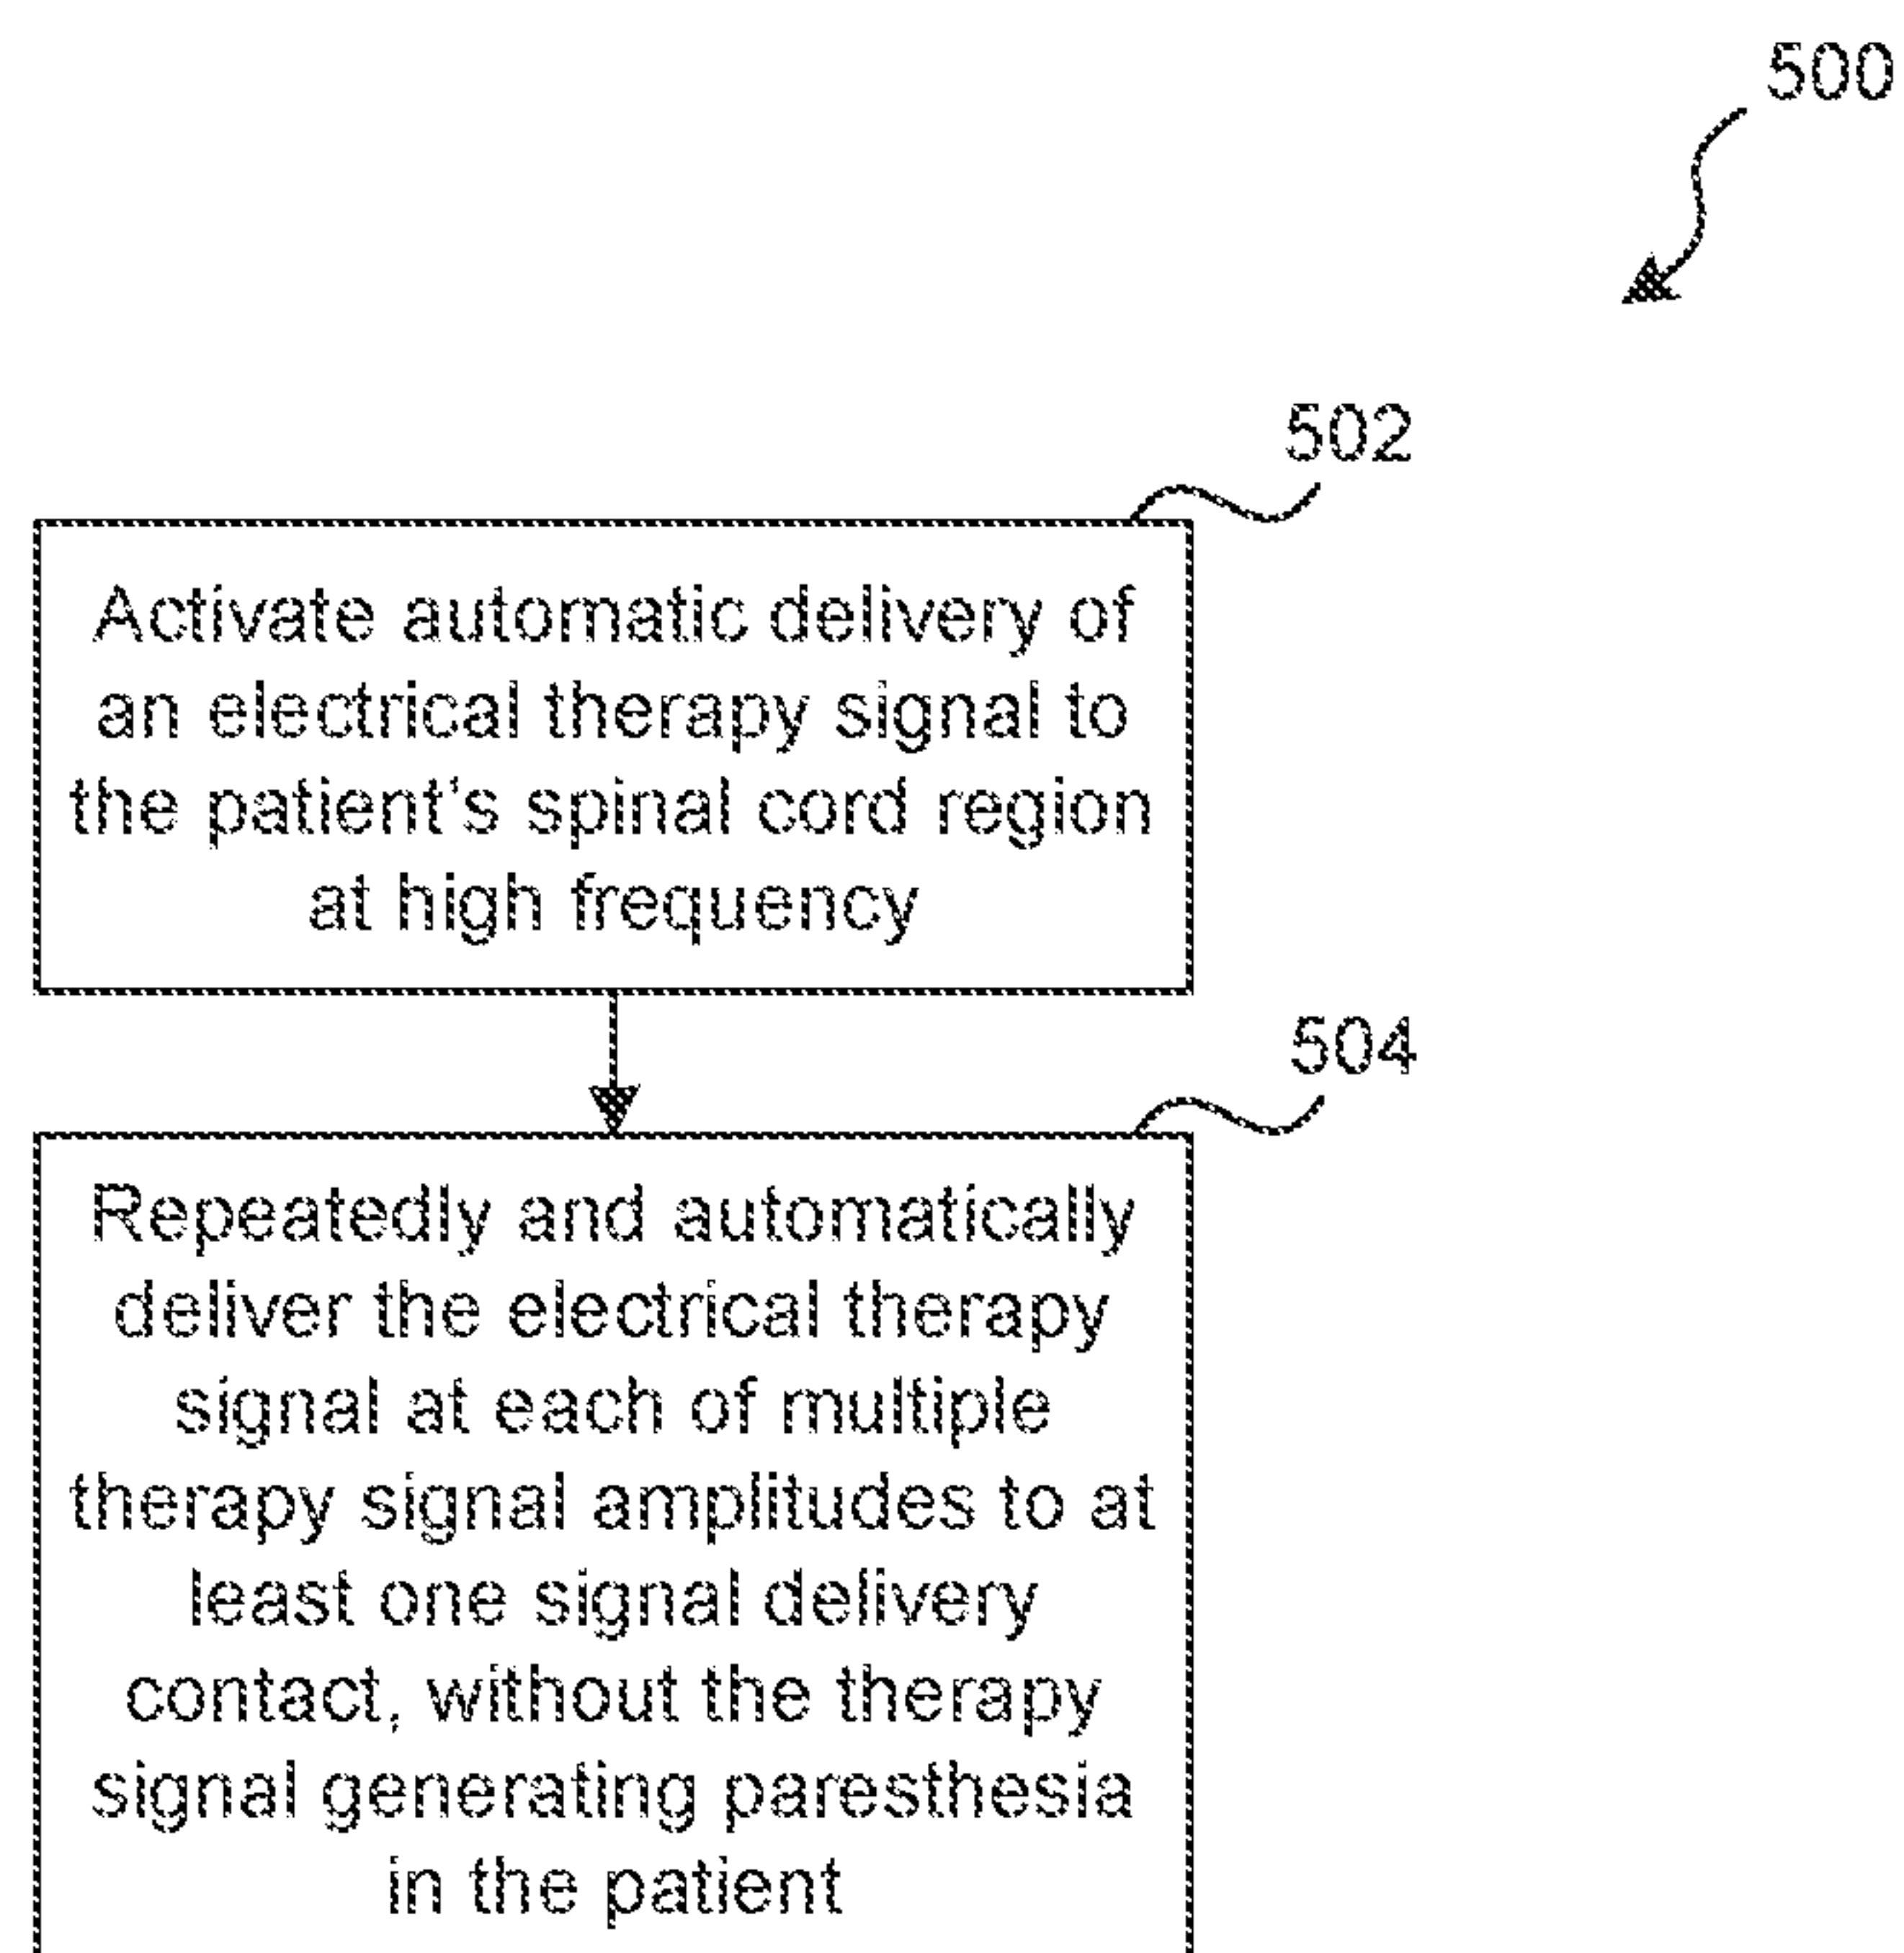 500
502
Activate automatic delivery of
an electrical therapy signal to
the patient's spinal cord region
at high frequency
504
Repeatedly and automatically
deliver the electrical therapy
signal at each of multiple
therapy signal amplitudes to at
least one signal delivery
contact, without the therapy
signal generating paresthesia
in the patient